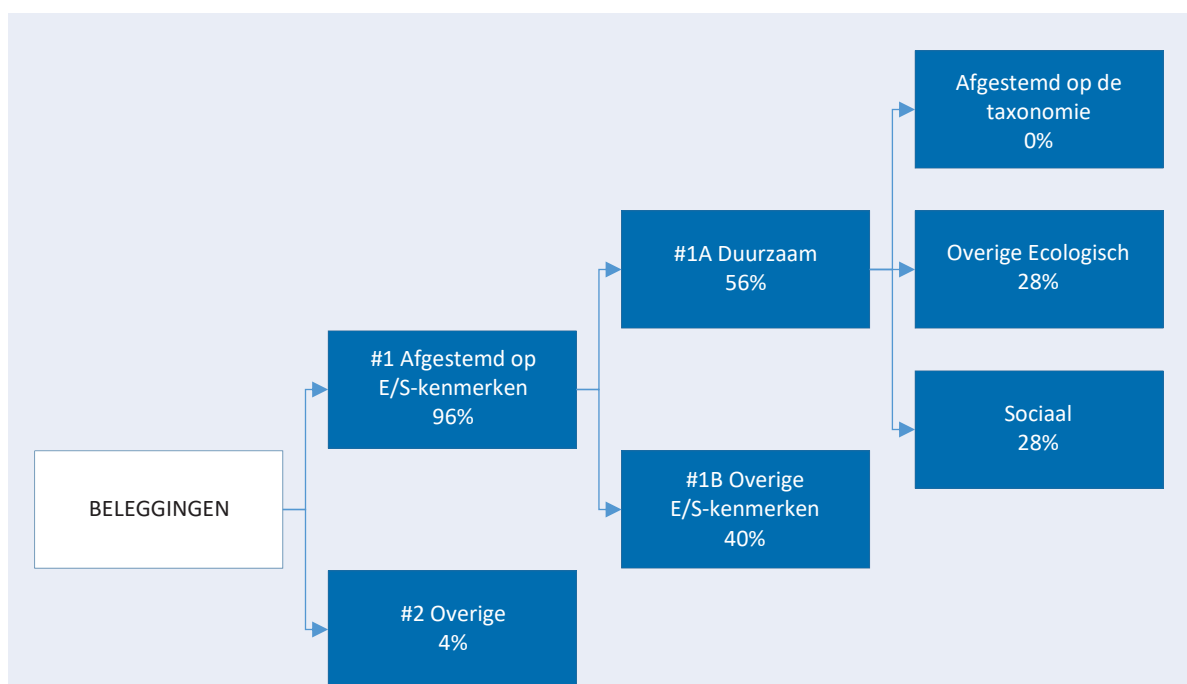 BELEGGINGEN
#1 Afgestemd op
E/S-kenmerken
96%
#2 Overige
4%
#1A Duurzaam
56%
#1B Overige
E/S-kenmerken
40%
Afgestemd op de
taxonomie
0%
Overige Ecologisch
28%
Sociaal
28%